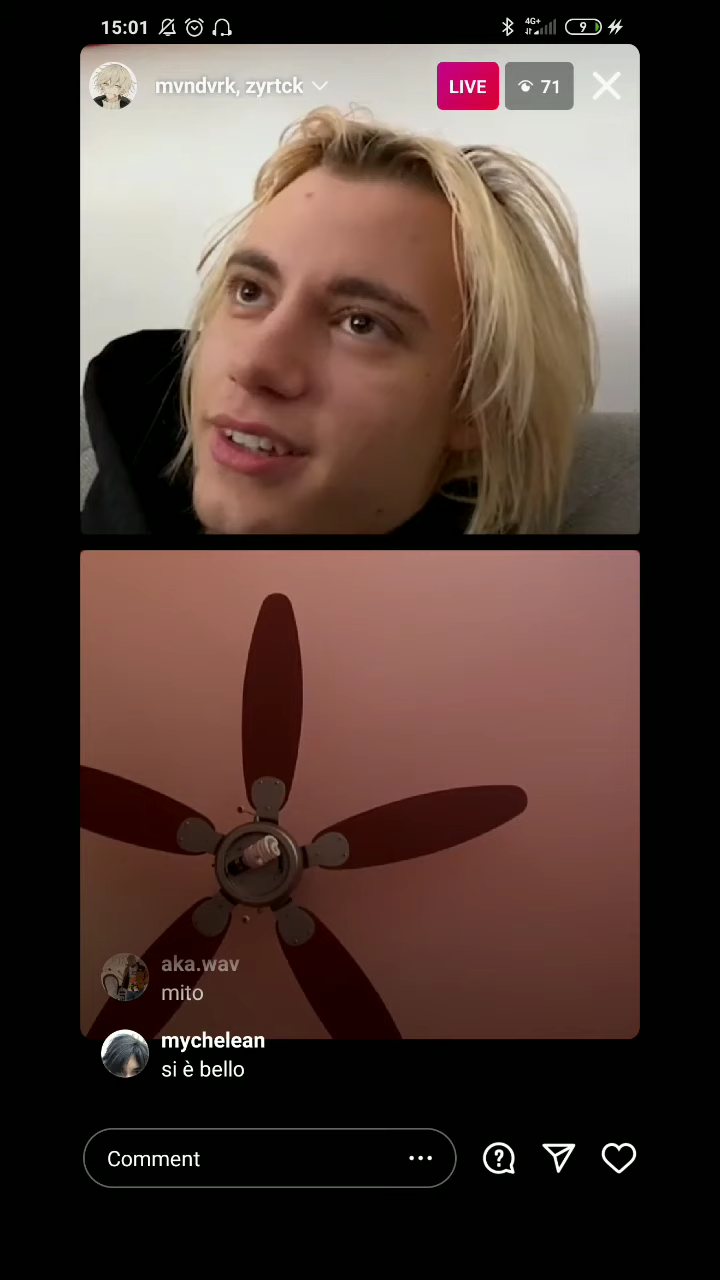 15:01 4G+ 9
mvndvrk, zyrtck LIVE 71
aka.wav
mito
mychelean
si è bello
Comment